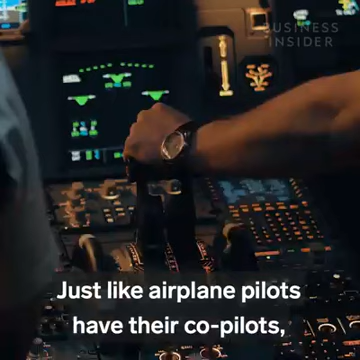 BUSINESS
INSIDER
Just like airplane pilots
have their co-pilots,